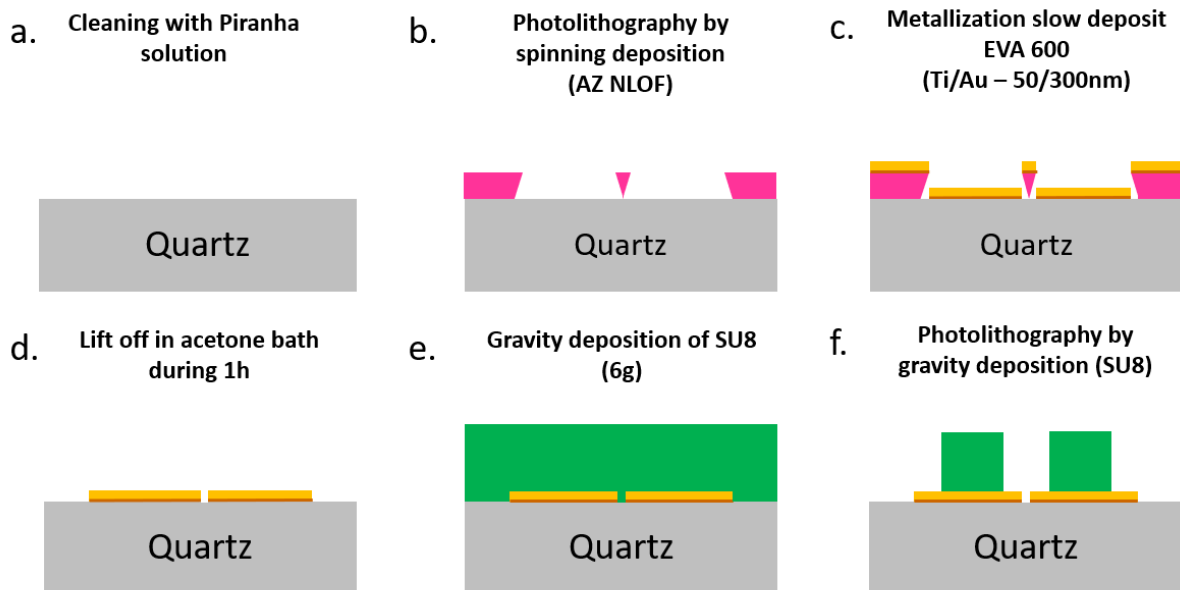 a. Cleaning with Piranha
solution
Quartz
b. Photolithography by
spinning deposition
(AZ NLOF)
Quartz
c. Metallization slow deposit
EVA 600
(Ti/Au – 50/300nm)
Quartz
d. Lift off in acetone bath
during 1h
Quartz
e. Gravity deposition of SU8
(6g)
Quartz
f. Photolithography by
gravity deposition (SU8)
Quartz